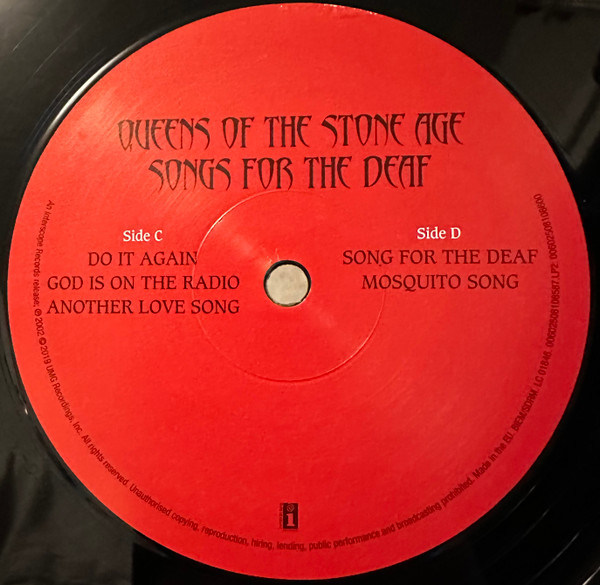 QUEENS OF THE STONE AGE
SONGS FOR THE DEAF
Side C
DO IT AGAIN
GOD IS ON THE RADIO
ANOTHER LOVE SONG
Side D
SONG FOR THE DEAF
MOSQUITO SONG
An Interscope Records release; ℗ 2002 © 2019 UMG Recordings, Inc. All rights reserved. Unauthorised copying, reproduction, hiring, lending, public performance and broadcasting prohibited. Made in the EU. BIEM/SDRM. LC 01846.
i